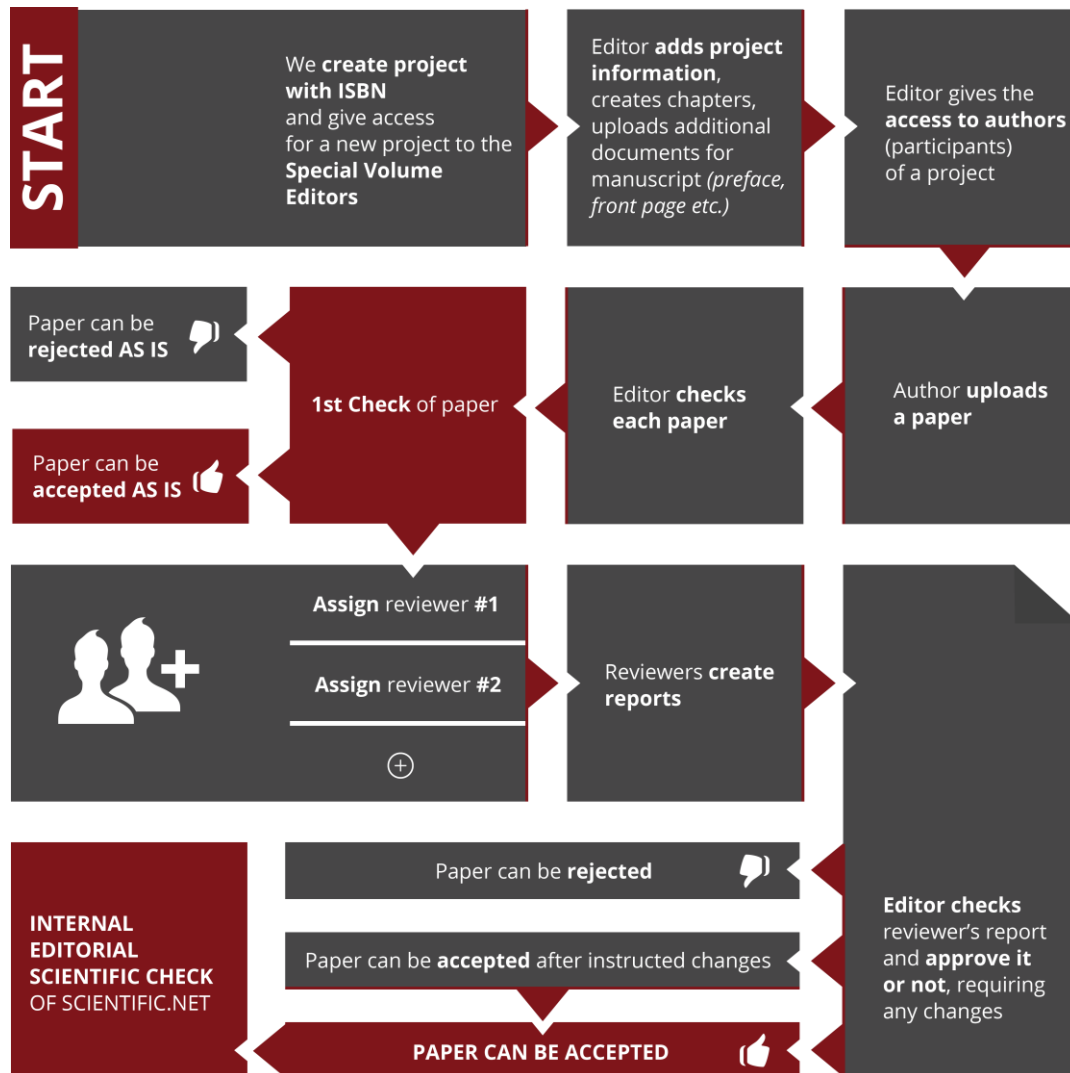 START
We create project
with ISBN
and give access
for a new project to the
Special Volume
Editors
Editor adds project
information,
creates chapters,
uploads additional
documents for
manuscript (preface,
front page etc.)
Editor gives the
access to authors
(participants)
of a project
Author uploads
a paper
Editor checks
each paper
1st Check of paper
Paper can be
rejected AS IS
Paper can be
accepted AS IS
Assign reviewer #1
Assign reviewer #2
Reviewers create
reports
Editor checks
reviewer's report
and approve it
or not, requiring
any changes
Paper can be rejected
Paper can be accepted after instructed changes
PAPER CAN BE ACCEPTED
INTERNAL
EDITORIAL
SCIENTIFIC CHECK
OF SCIENTIFIC.NET